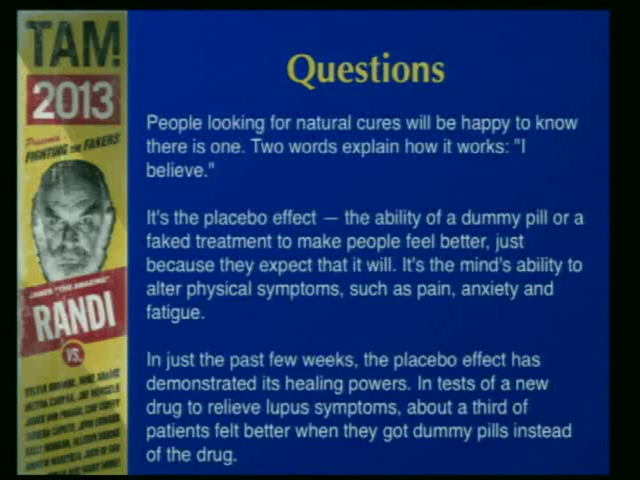 TAM!
2013
Presents
FIGHTING THE FAKERS
JAMES "THE AMAZING"
RANDI
VS.
Questions
People looking for natural cures will be happy to know
there is one. Two words explain how it works: "I
believe."
It's the placebo effect — the ability of a dummy pill or a
faked treatment to make people feel better, just
because they expect that it will. It's the mind's ability to
alter physical symptoms, such as pain, anxiety and
fatigue.
In just the past few weeks, the placebo effect has
demonstrated its healing powers. In tests of a new
drug to relieve lupus symptoms, about a third of
patients felt better when they got dummy pills instead
of the drug.